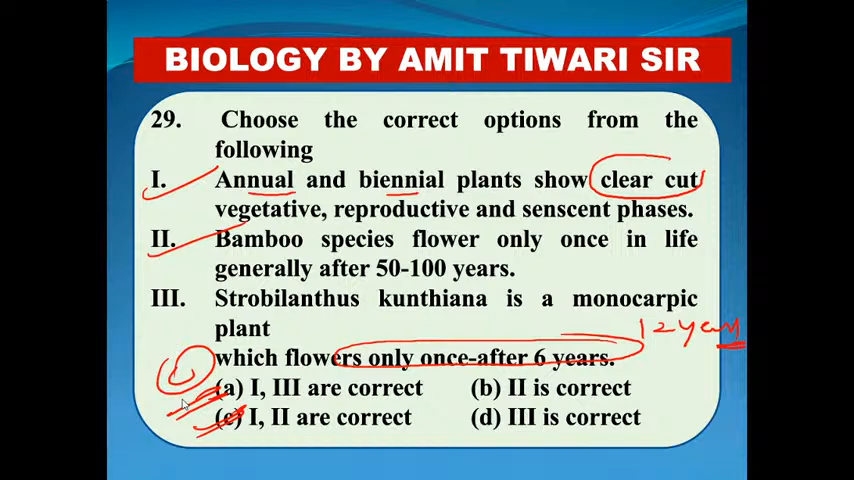 BIOLOGY BY AMIT TIWARI SIR
29. Choose the correct options from the
following
I. Annual and biennial plants show clear cut
vegetative, reproductive and senscent phases.
II. Bamboo species flower only once in life
generally after 50-100 years.
III. Strobilanthus kunthiana is a monocarpic
plant
12 years
which flowers only once-after 6 years.
(a) I, III are correct (b) II is correct
(c) I, II are correct (d) III is correct